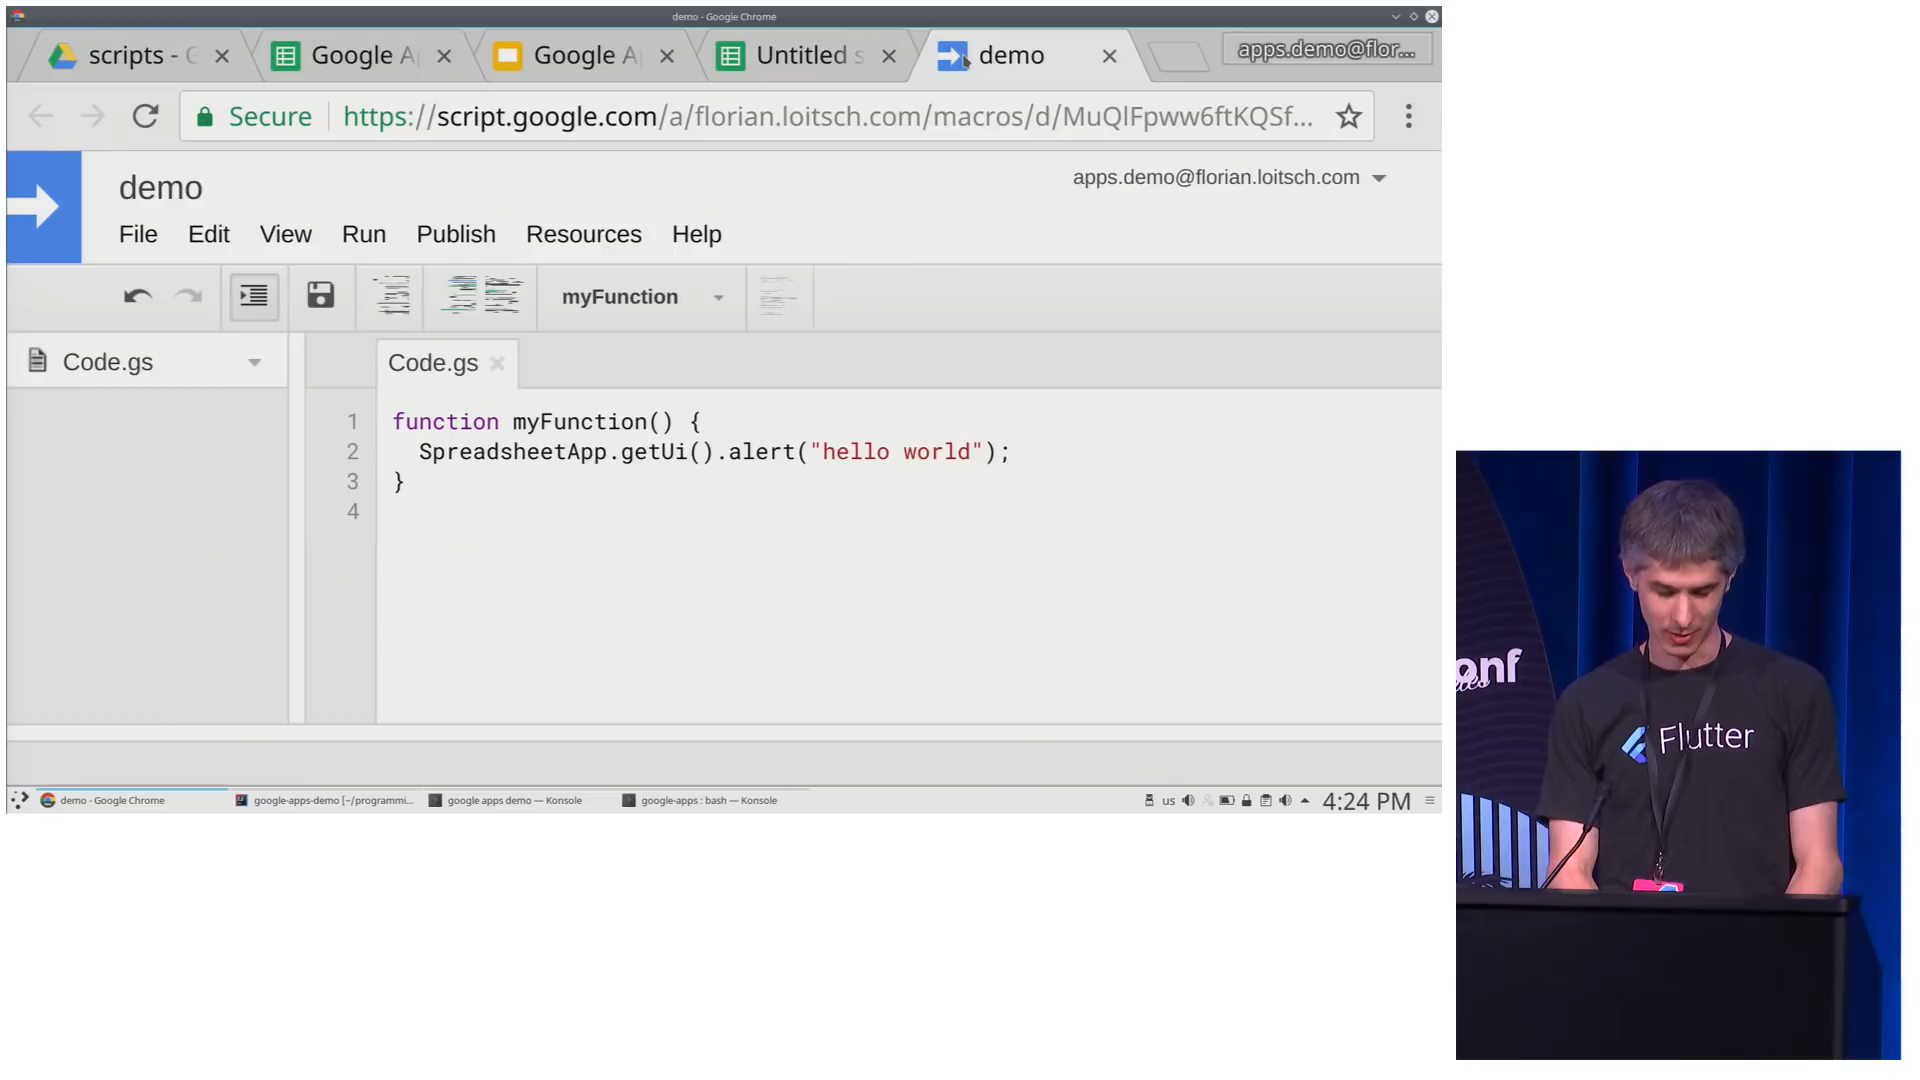 demo - Google Chrome
scripts - G
Google A
Google A
Untitled s
demo
apps.demo@flor...
Secure
https://script.google.com/a/florian.loitsch.com/macros/d/MuQlFpww6ftKQSf...
demo
apps.demo@florian.loitsch.com
File Edit View Run Publish Resources Help
myFunction
Code.gs
Code.gs
1 function myFunction() {
2 SpreadsheetApp.getUi().alert("hello world");
3 }
4
demo - Google Chrome
google-apps-demo [~/programmi...
google apps demo — Konsole
google-apps : bash — Konsole
us
4:24 PM
onf
Flutter